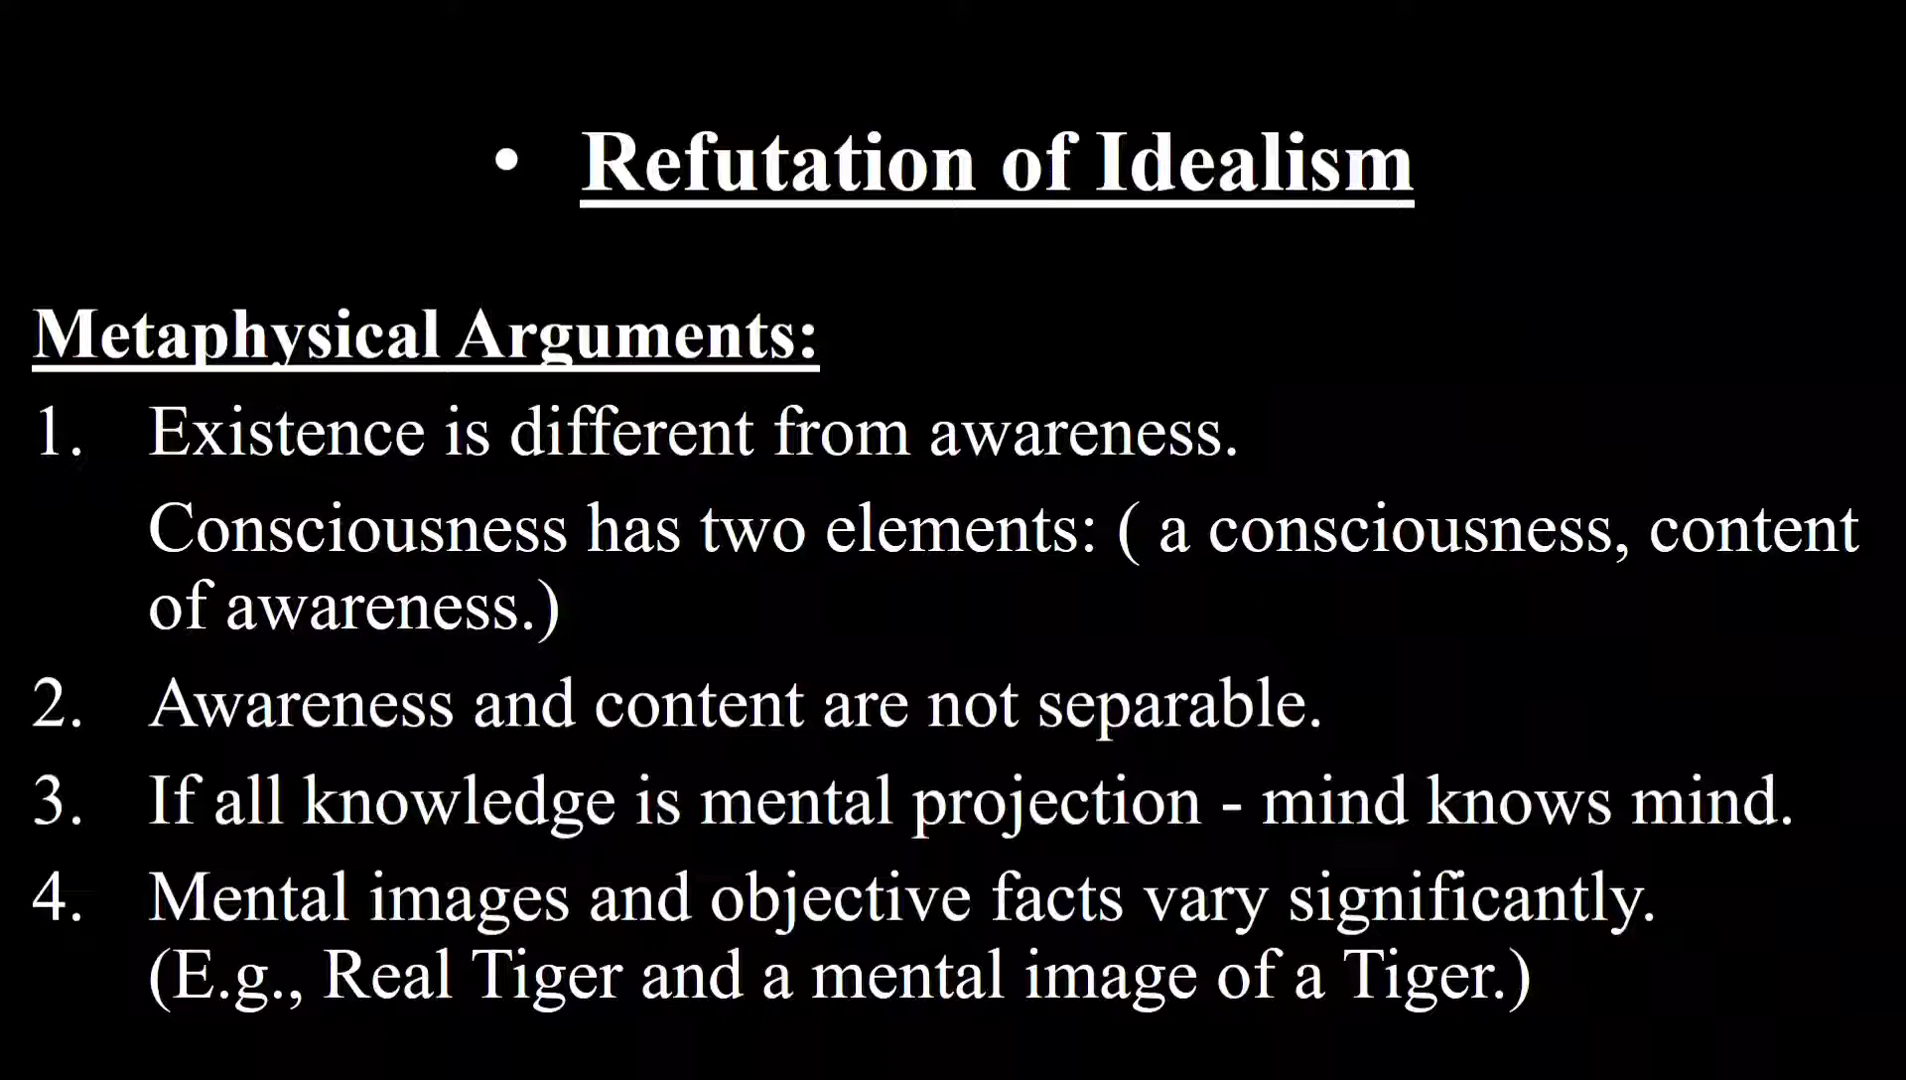 • Refutation of Idealism
Metaphysical Arguments:
1. Existence is different from awareness.
Consciousness has two elements: ( a consciousness, content
of awareness.)
2. Awareness and content are not separable.
3. If all knowledge is mental projection - mind knows mind.
4. Mental images and objective facts vary significantly.
(E.g., Real Tiger and a mental image of a Tiger.)